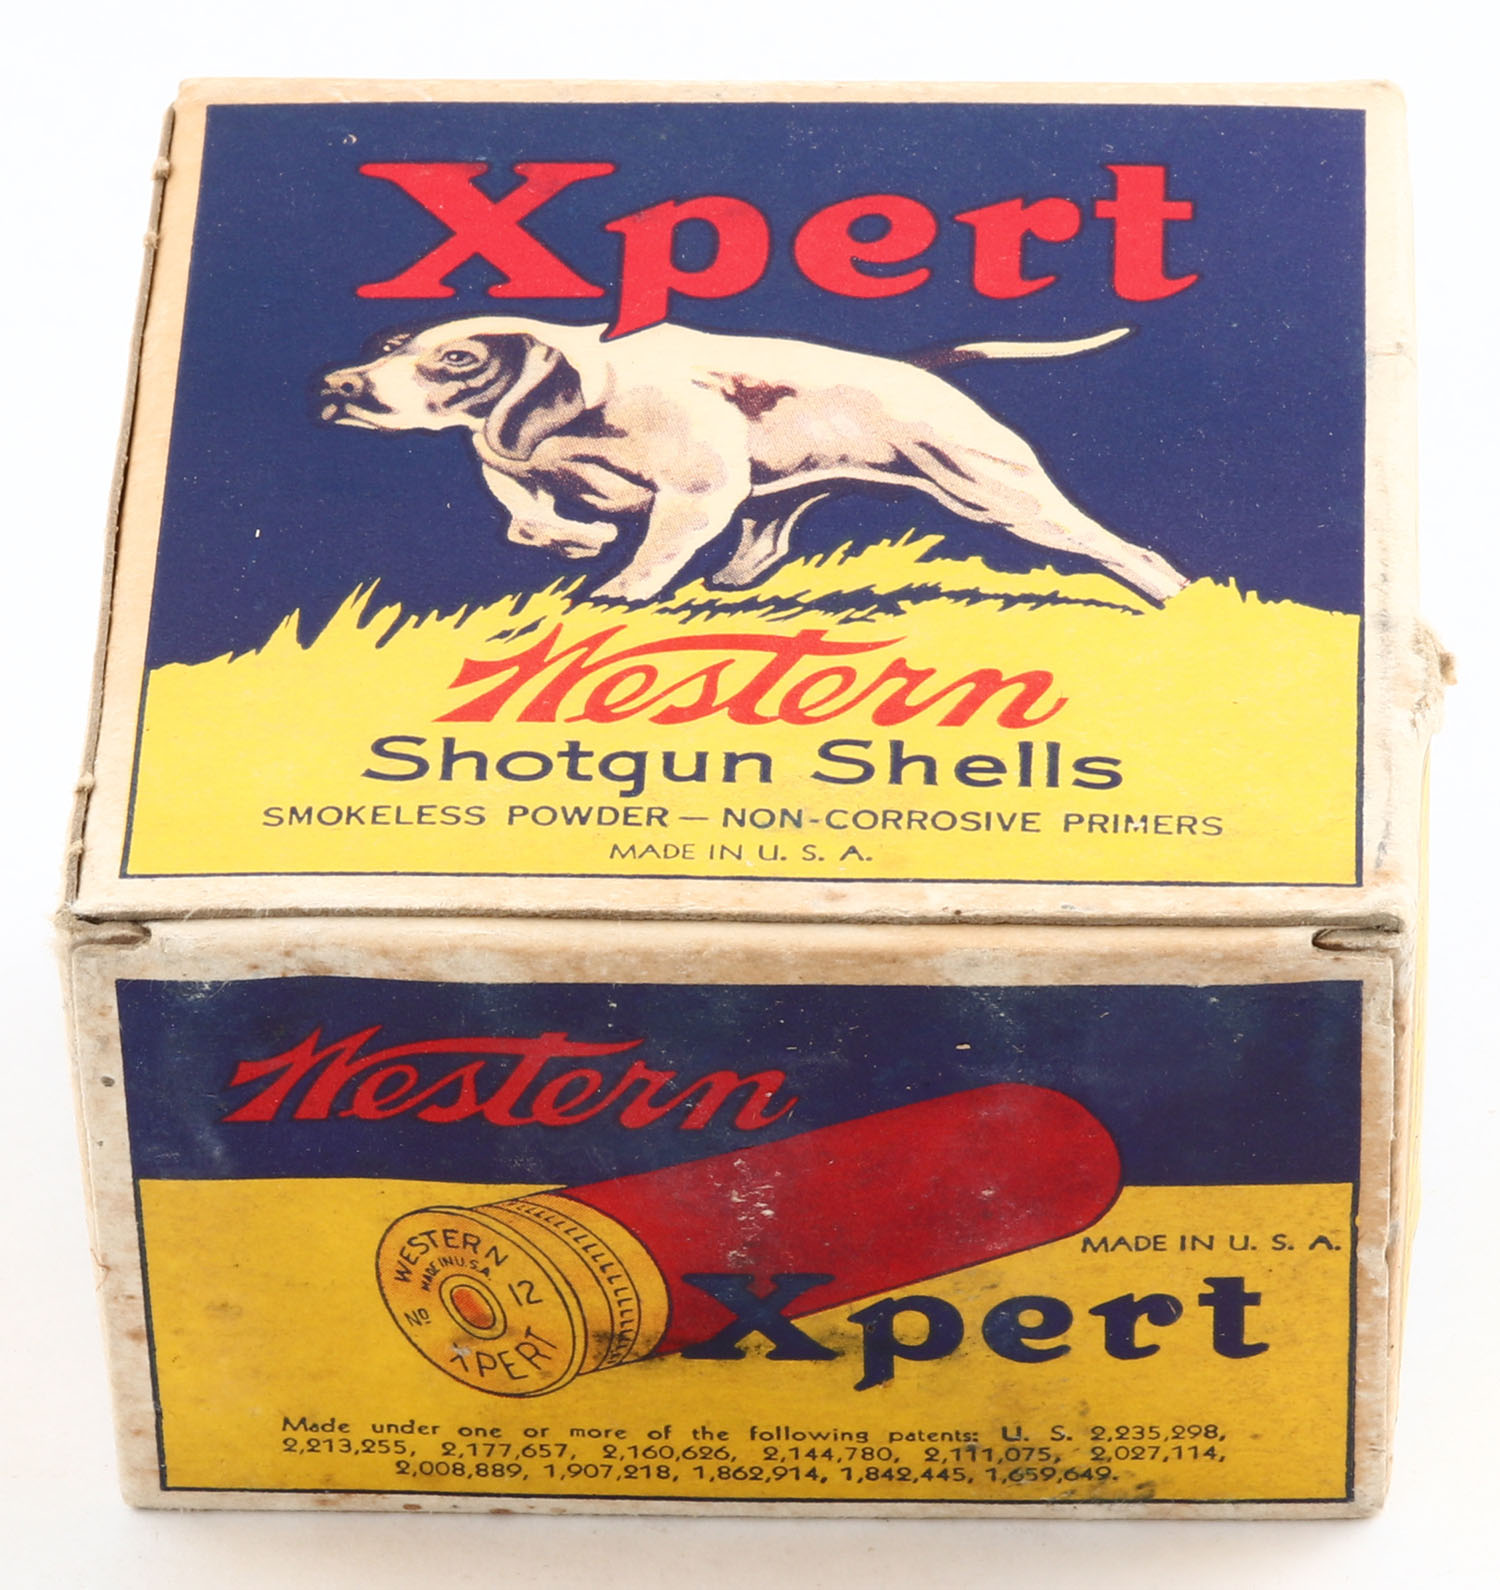 Xpert
Western
Shotgun Shells
SMOKELESS POWDER — NON-CORROSIVE PRIMERS
MADE IN U. S. A.
Western
WESTERN
MADE IN U.S.A.
No 12
XPERT
MADE IN U. S. A.
Xpert
Made under one or more of the following patents: U. S. 2,235,298,
2,213,255, 2,177,657, 2,160,626, 2,144,780, 2,111,075, 2,027,114,
2,008,889, 1,907,218, 1,862,914, 1,842,445, 1,659,649.